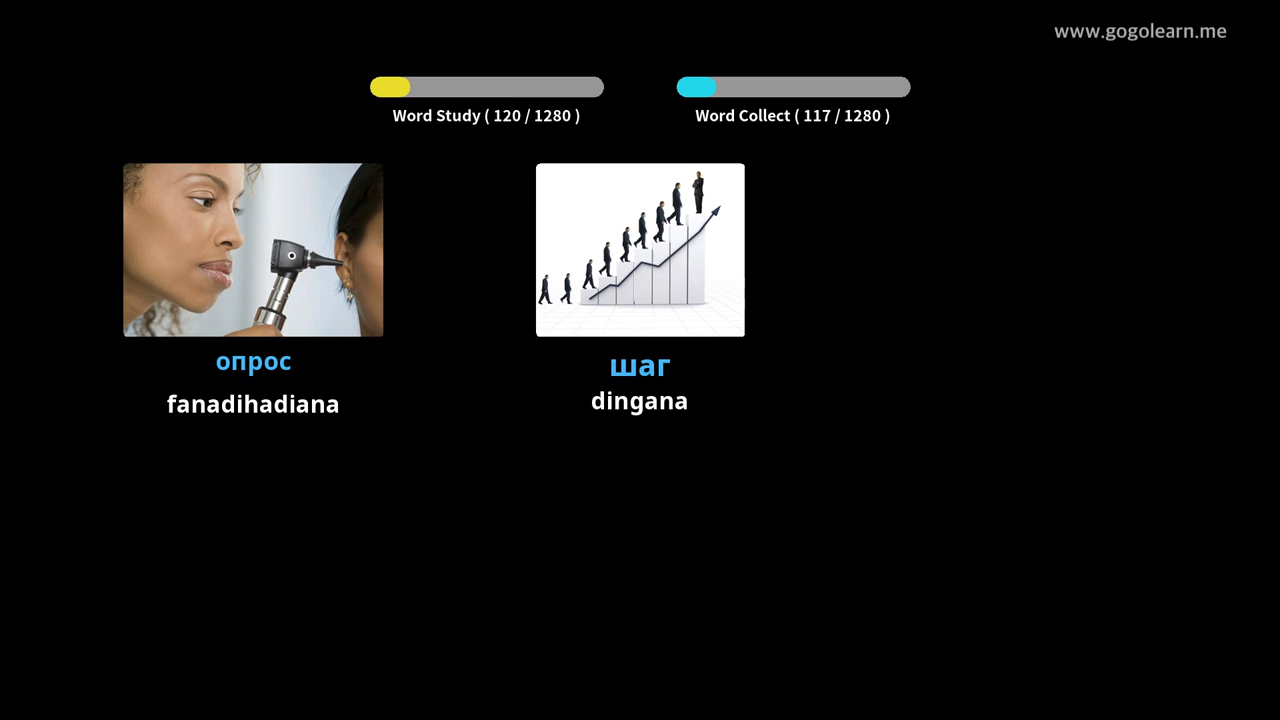 www.gogolearn.me
Word Study ( 120 / 1280 )
Word Collect ( 117 / 1280 )
опрос
fanadihadiana
шаг
dingana